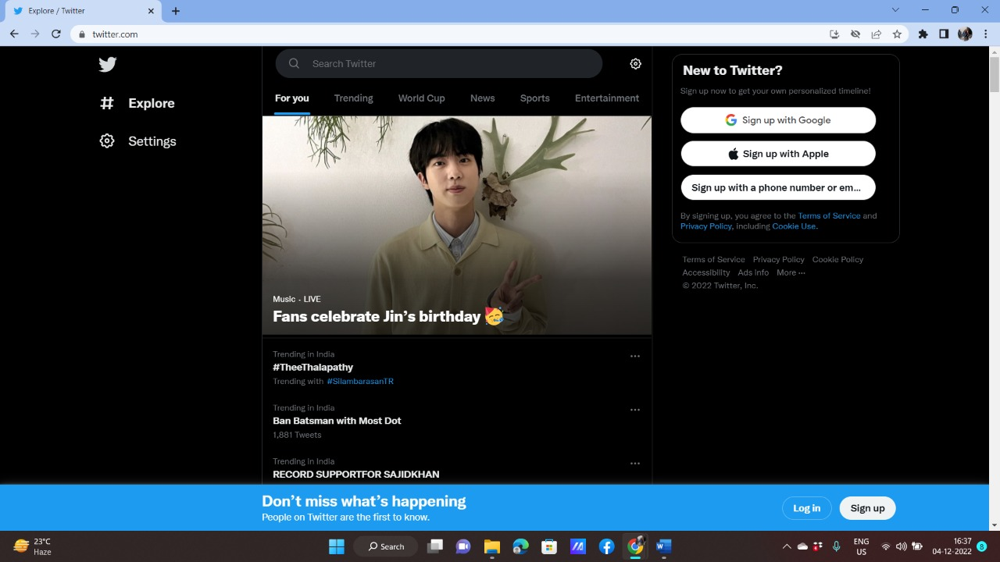 Explore / Twitter
twitter.com
Explore
Settings
Search Twitter
For you Trending World Cup News Sports Entertainment
Music · LIVE
Fans celebrate Jin’s birthday 🥳
Trending in India
#TheeThalapathy
Trending with #SilambarasanTR
Trending in India
Ban Batsman with Most Dot
1,881 Tweets
Trending in India
RECORD SUPPORTFOR SAJIDKHAN
New to Twitter?
Sign up now to get your own personalized timeline!
Sign up with Google
Sign up with Apple
Sign up with a phone number or em...
By signing up, you agree to the Terms of Service and
Privacy Policy, including Cookie Use.
Terms of Service Privacy Policy Cookie Policy
Accessibility Ads info More ···
© 2022 Twitter, Inc.
Don’t miss what’s happening
People on Twitter are the first to know.
Log in Sign up
23°C
Haze
Search
ENG
US
16:37
04-12-2022
8